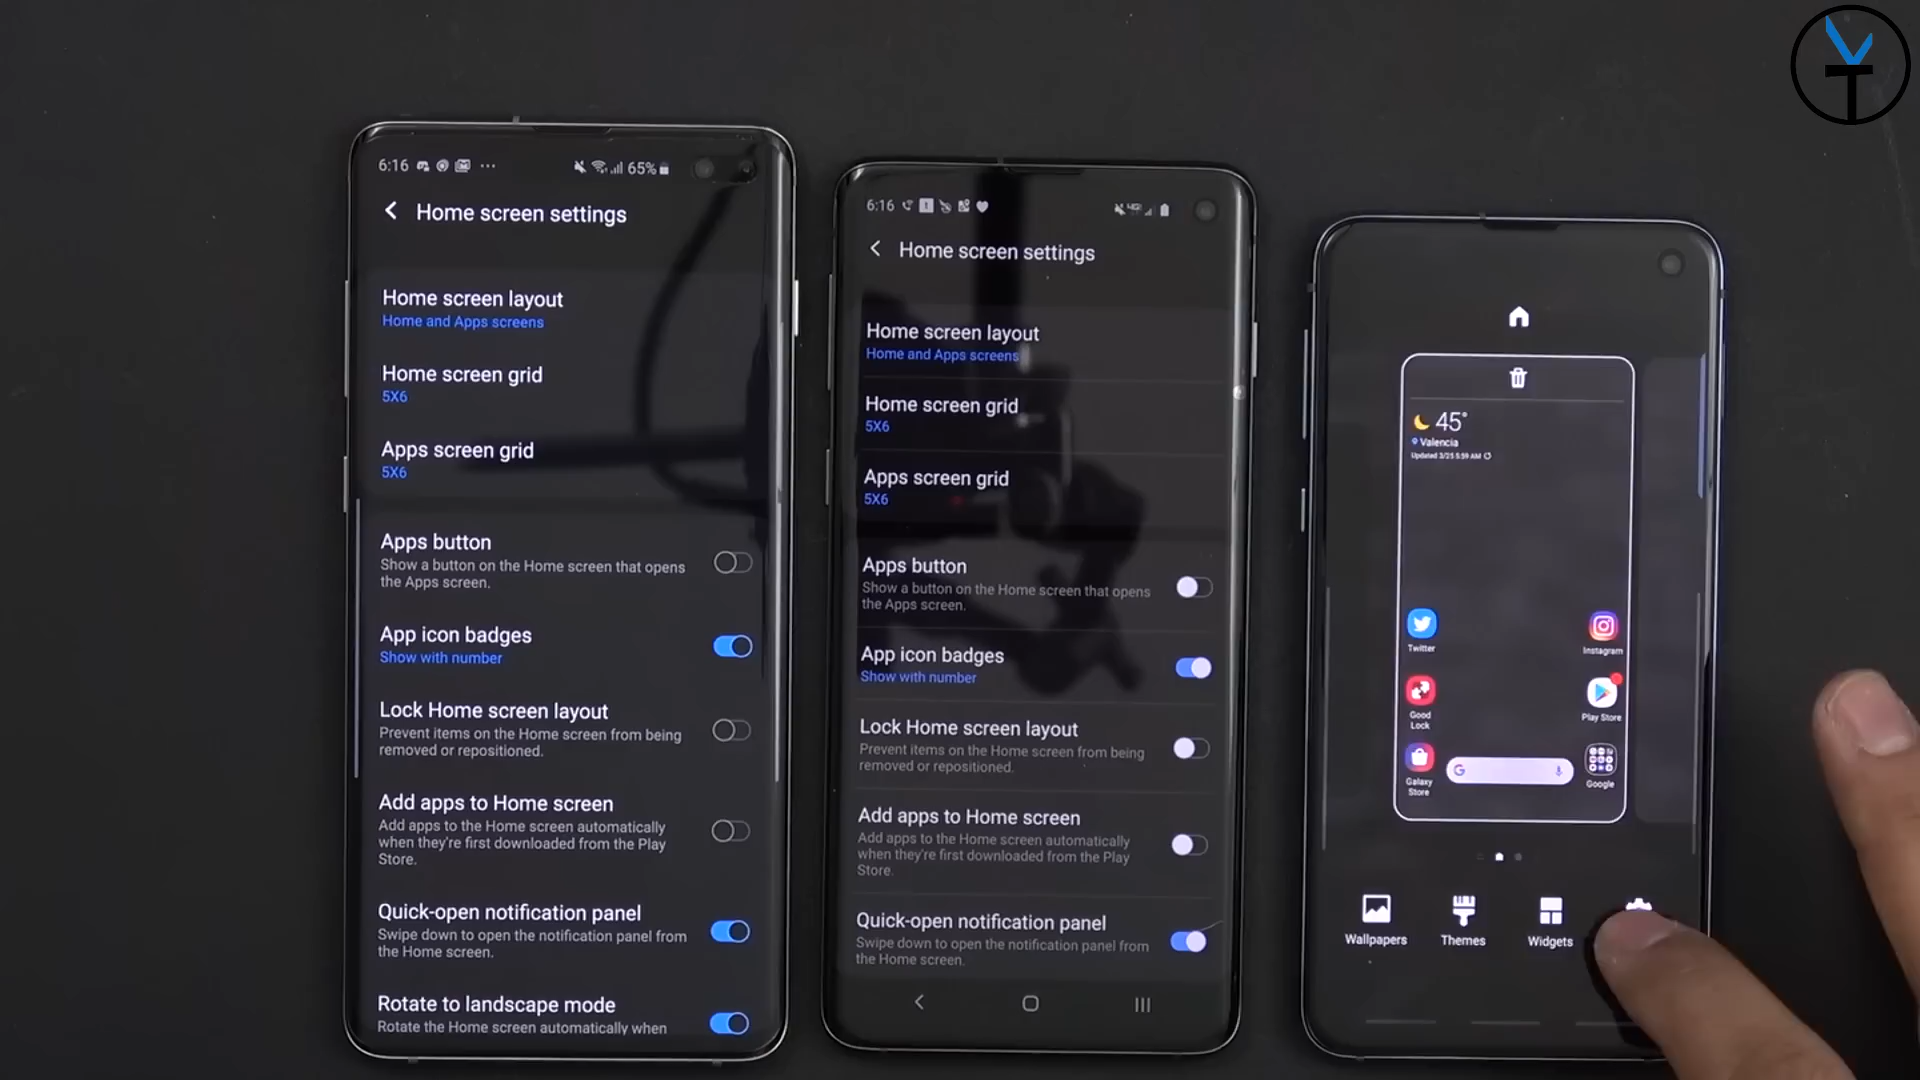 6:16
65%
Home screen settings
Home screen layout
Home and Apps screens
Home screen grid
5X6
Apps screen grid
5X6
Apps button
Show a button on the Home screen that opens
the Apps screen.
App icon badges
Show with number
Lock Home screen layout
Prevent items on the Home screen from being
removed or repositioned.
Add apps to Home screen
Add apps to the Home screen automatically
when they're first downloaded from the Play
Store.
Quick-open notification panel
Swipe down to open the notification panel from
the Home screen.
Rotate to landscape mode
Rotate the Home screen automatically when
6:16
Home screen settings
Home screen layout
Home and Apps screens
Home screen grid
5X6
Apps screen grid
5X6
Apps button
Show a button on the Home screen that opens
the Apps screen.
App icon badges
Show with number
Lock Home screen layout
Prevent items on the Home screen from being
removed or repositioned.
Add apps to Home screen
Add apps to the Home screen automatically
when they're first downloaded from the Play
Store.
Quick-open notification panel
Swipe down to open the notification panel from
the Home screen.
45°
Valencia
Updated 3/25 5:59 AM
Twitter
Instagram
Good
Lock
Play Store
Galaxy
Store
G
Google
Wallpapers
Themes
Widgets